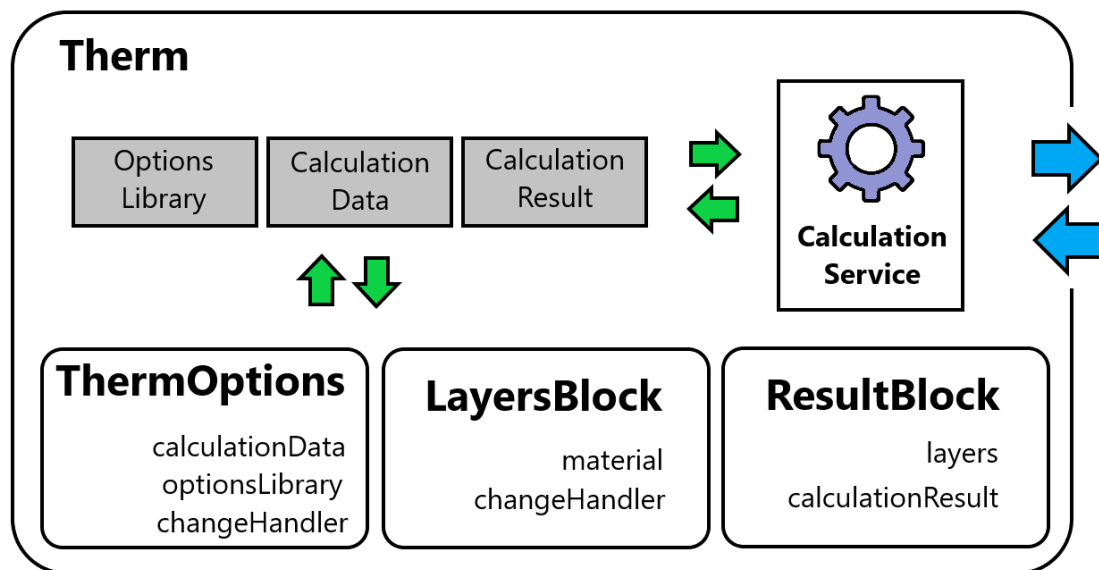 Therm
Options
Library
Calculation
Data
Calculation
Result
Calculation
Service
ThermOptions
calculationData
optionsLibrary
changeHandler
LayersBlock
material
changeHandler
ResultBlock
layers
calculationResult